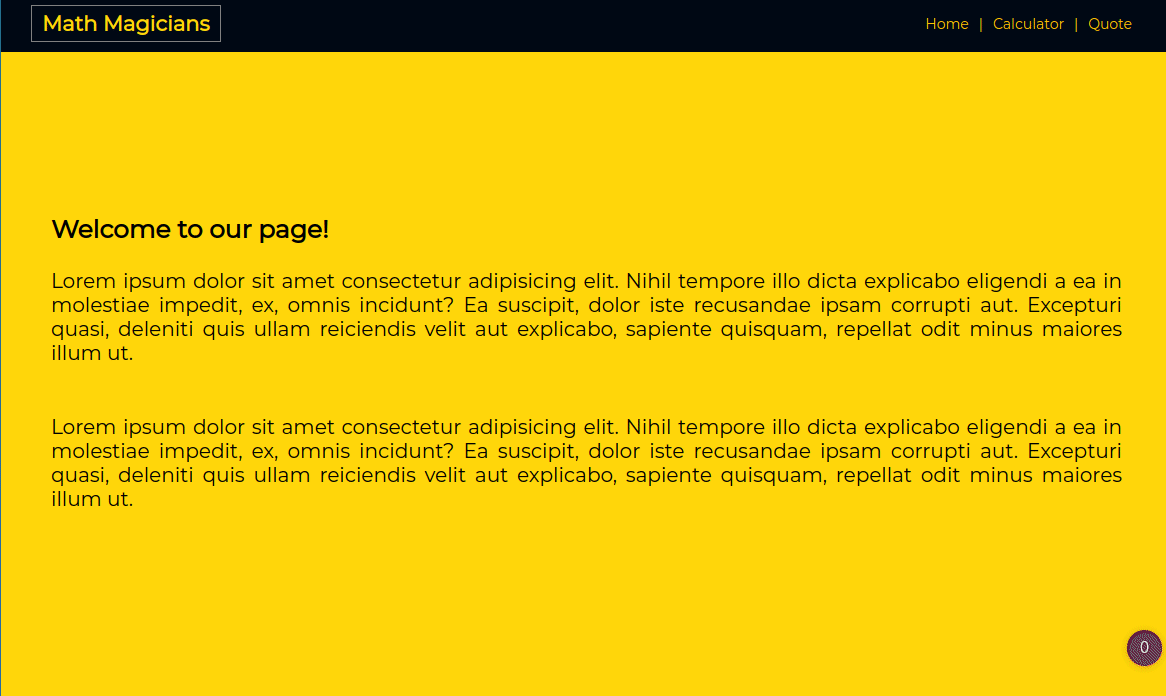 Math Magicians
Home | Calculator | Quote
Welcome to our page!
Lorem ipsum dolor sit amet consectetur adipisicing elit. Nihil tempore illo dicta explicabo eligendi a ea in
molestiae impedit, ex, omnis incidunt? Ea suscipit, dolor iste recusandae ipsam corrupti aut. Excepturi
quasi, deleniti quis ullam reiciendis velit aut explicabo, sapiente quisquam, repellat odit minus maiores
illum ut.
Lorem ipsum dolor sit amet consectetur adipisicing elit. Nihil tempore illo dicta explicabo eligendi a ea in
molestiae impedit, ex, omnis incidunt? Ea suscipit, dolor iste recusandae ipsam corrupti aut. Excepturi
quasi, deleniti quis ullam reiciendis velit aut explicabo, sapiente quisquam, repellat odit minus maiores
illum ut.
0